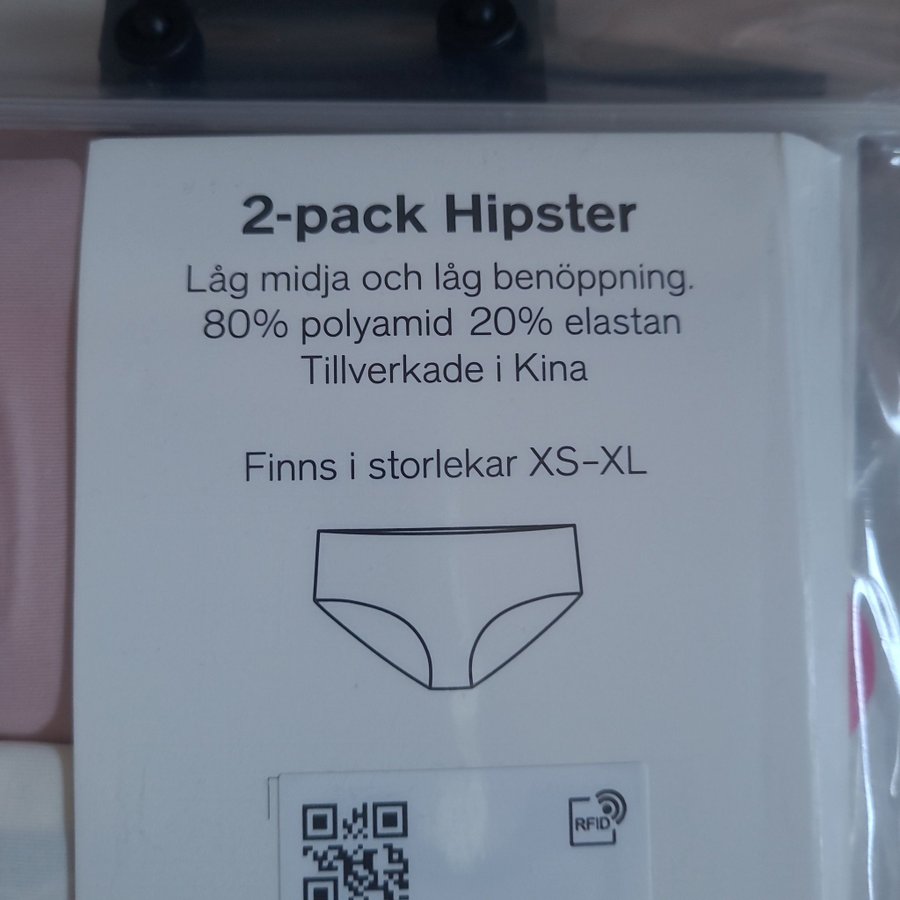 2-pack Hipster
Låg midja och låg benöppning.
80% polyamid 20% elastan
Tillverkade i Kina
Finns i storlekar XS-XL
RFID